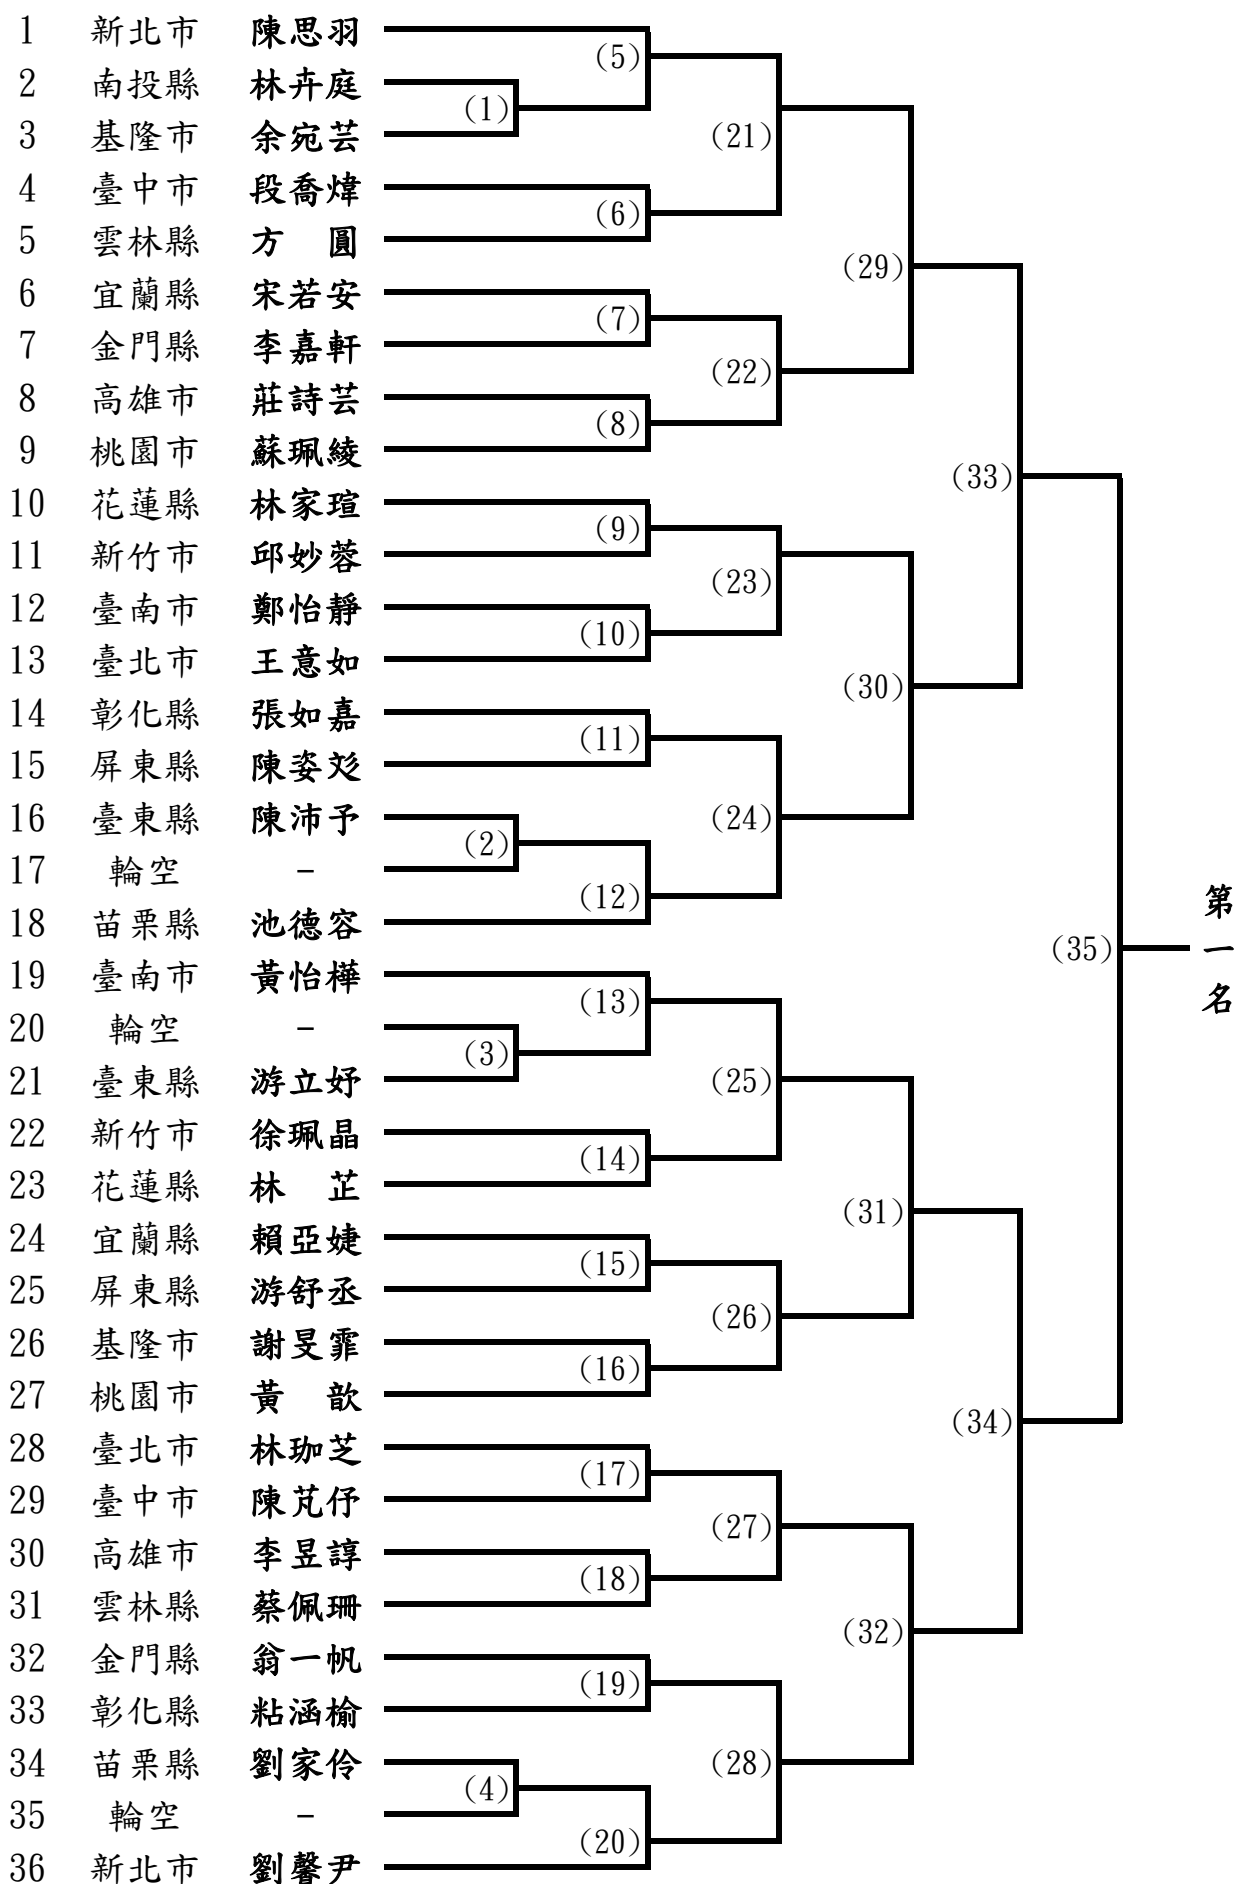 1 新北市 陳思羽
(5)
2 南投縣 林卉庭
(1)
3 基隆市 余宛芸
(21)
4 臺中市 段喬煒
(6)
5 雲林縣 方 圓
(29)
6 宜蘭縣 宋若安
(7)
7 金門縣 李嘉軒
(22)
8 高雄市 莊詩芸
(8)
9 桃園市 蘇珮綾
(33)
10 花蓮縣 林家瑄
(9)
11 新竹市 邱妙蓉
(23)
12 臺南市 鄭怡靜
(10)
13 臺北市 王意如
(30)
14 彰化縣 張如嘉
(11)
15 屏東縣 陳姿彣
16 臺東縣 陳沛予
(24)
(2)
17 輪空 -
(12)
18 苗栗縣 池德容
(35) 第一名
19 臺南市 黃怡樺
(13)
20 輪空 -
(3)
21 臺東縣 游立妤
(25)
22 新竹市 徐珮晶
(14)
23 花蓮縣 林 芷
(31)
24 宜蘭縣 賴亞婕
(15)
25 屏東縣 游舒丞
(26)
26 基隆市 謝旻霏
(16)
27 桃園市 黃 歆
(34)
28 臺北市 林珈芝
(17)
29 臺中市 陳芃伃
(27)
30 高雄市 李昱諄
(18)
31 雲林縣 蔡佩珊
(32)
32 金門縣 翁一帆
(19)
33 彰化縣 粘涵榆
34 苗栗縣 劉家伶
(28)
(4)
35 輪空 -
(20)
36 新北市 劉馨尹